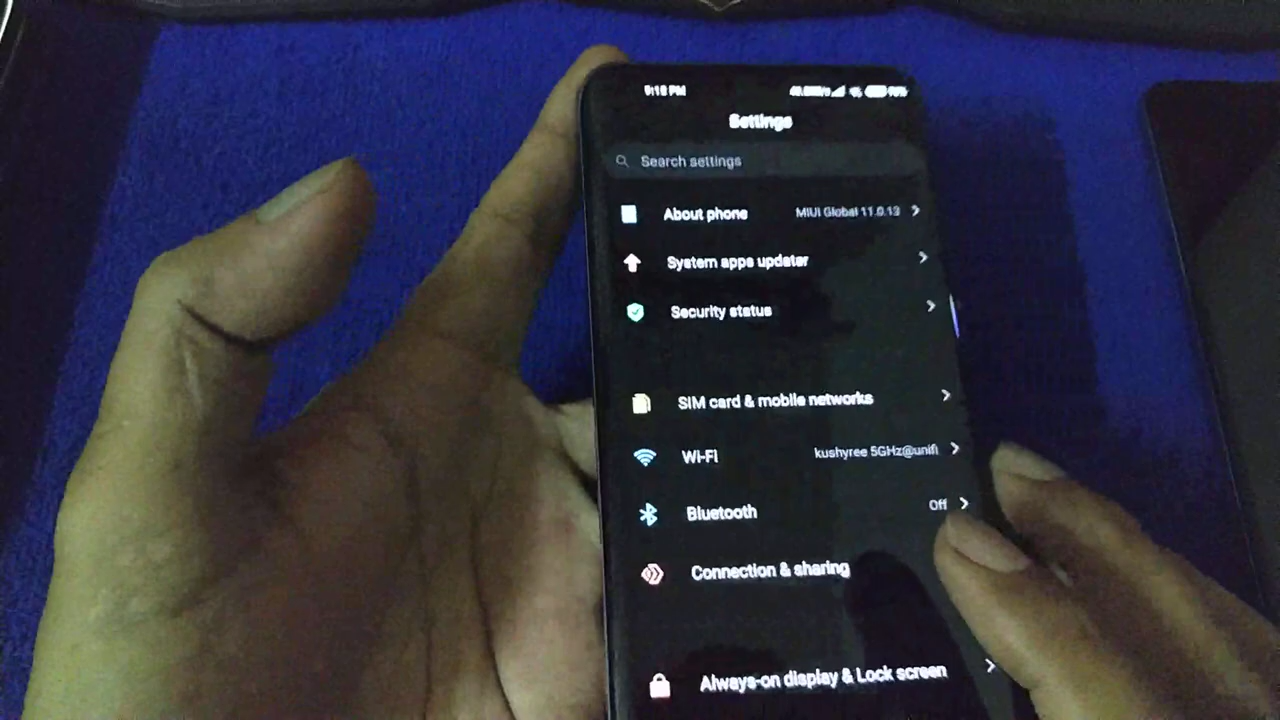 Settings
Search settings
About phone MIUI Global 11.0.13
System apps updater
Security status
SIM card & mobile networks
Wi-Fi kushyree 5GHz@unifi
Bluetooth Off
Connection & sharing
Always-on display & Lock screen